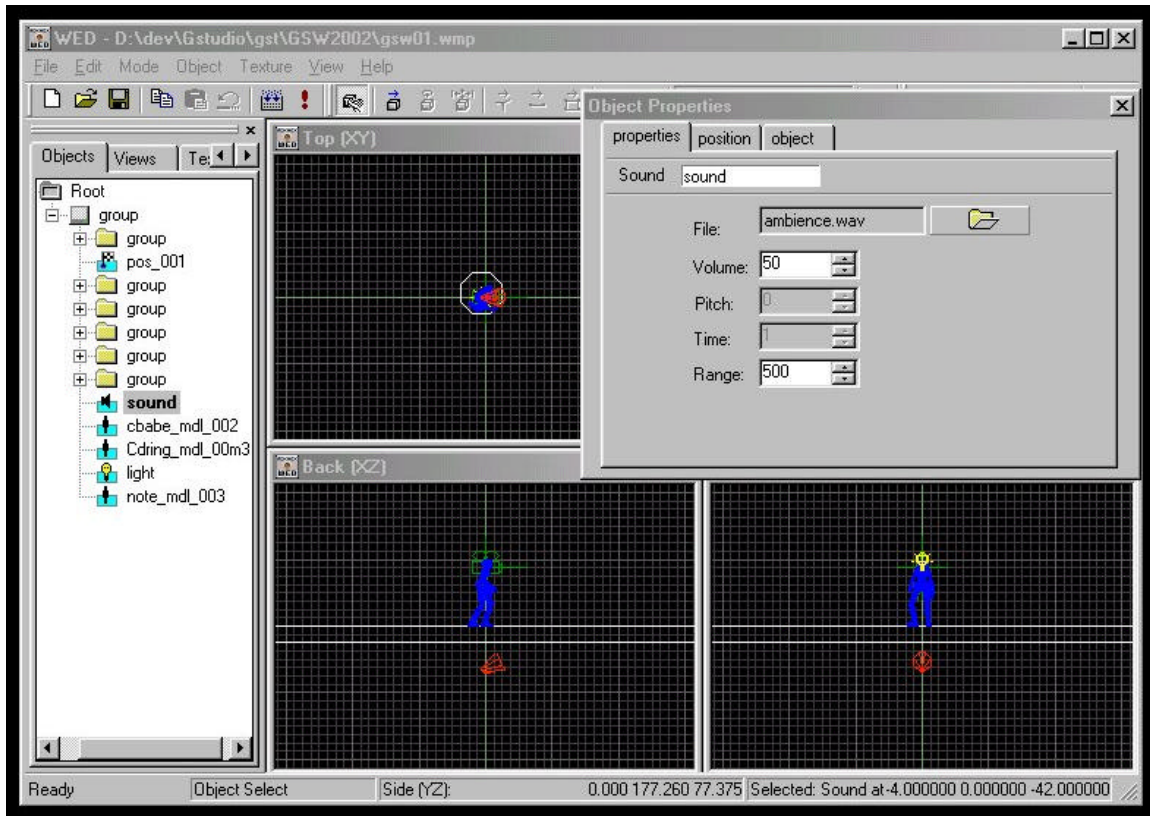 WED - D:\dev\Gstudio\gst\GSW2002\gsw01.wmp
File Edit Mode Object Texture View Help
Object Properties
properties position object
Sound sound
File: ambience.wav
Volume: 50
Pitch: 0
Time: 1
Range: 500
Objects Views Te
Root
group
group
pos_001
group
group
group
group
group
sound
cbabe_mdl_002
Cdring_mdl_00m3
light
note_mdl_003
Top (XY)
Back (XZ)
Ready Object Select Side (YZ): 0.000 177.260 77.375 Selected: Sound at-4.000000 0.000000 -42.000000